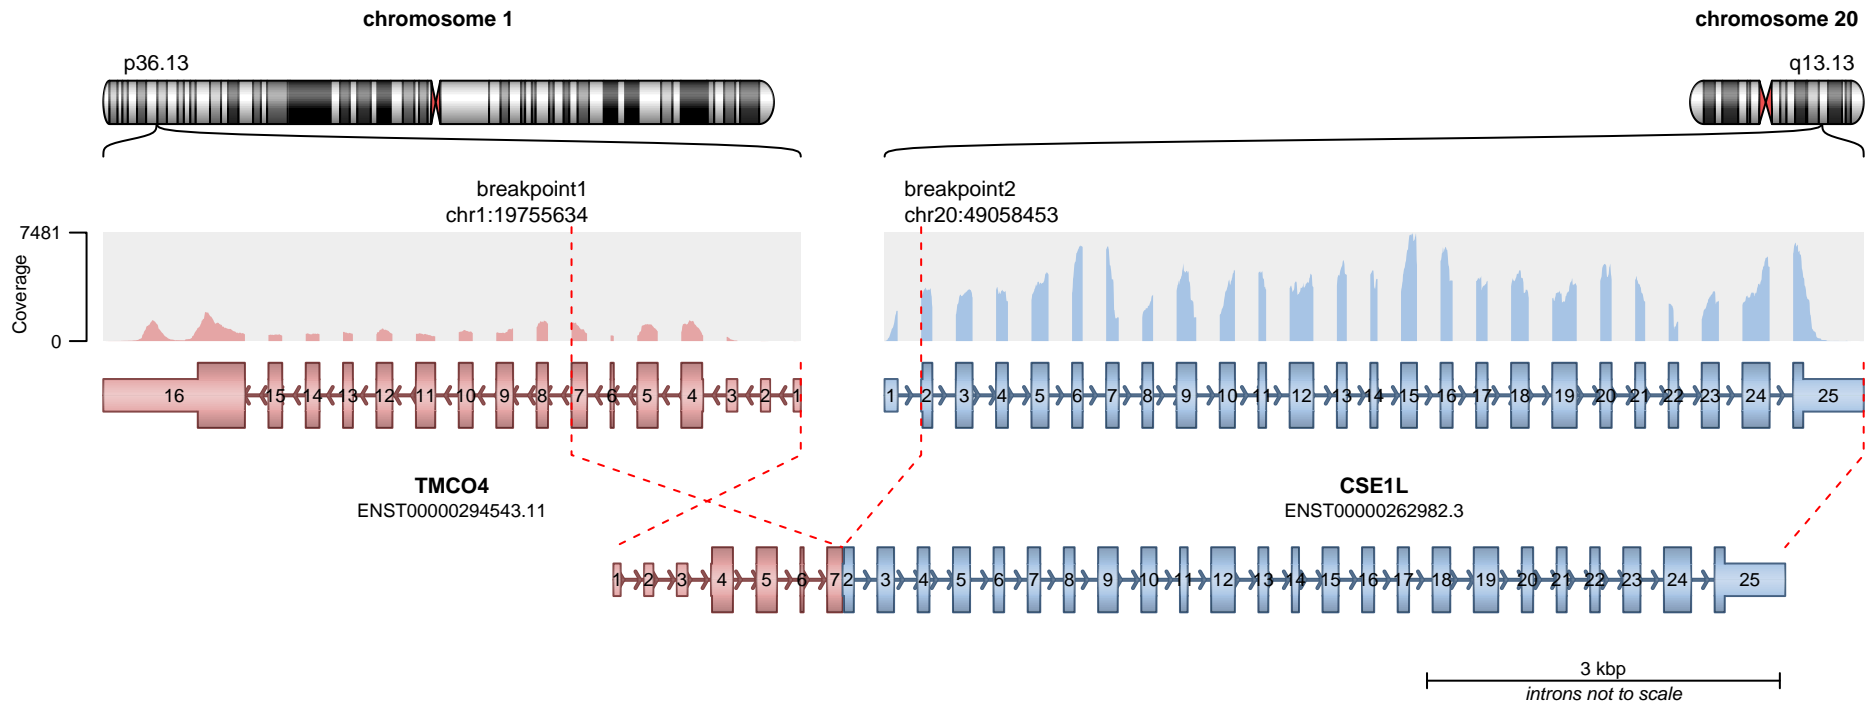 chromosome 1
chromosome 20
p36.13
q13.13
breakpoint1
chr1:19755634
breakpoint2
chr20:49058453
7481
Coverage
0
16 15 14 13 12 11 10 9 8 7 6 5 4 3 2 1
1 2 3 4 5 6 7 8 9 10 11 12 13 14 15 16 17 18 19 20 21 22 23 24 25
TMCO4
ENST00000294543.11
CSE1L
ENST00000262982.3
1 2 3 4 5 6 7 2 3 4 5 6 7 8 9 10 11 12 13 14 15 16 17 18 19 20 21 22 23 24 25
3 kbp
introns not to scale